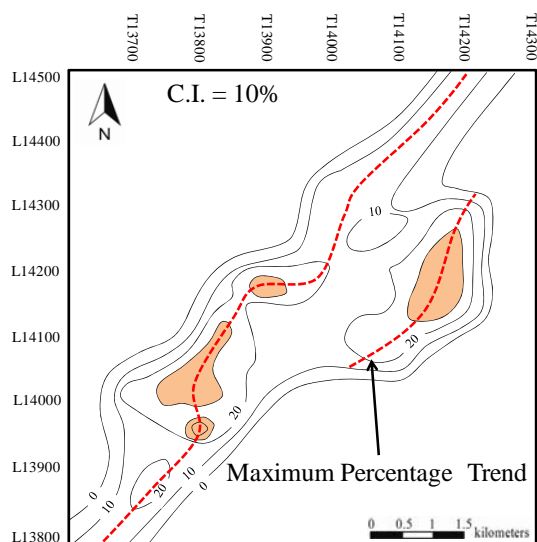 T13700 T13800 T13900 T14000 T14100 T14200 T14300
L14500
C.I. = 10%
N
L14400
L14300
10
L14200
L14100
20
L14000
20
L13900
Maximum Percentage Trend
20
0
10
10
0
L13800
0 0.5 1.0 1.5
kilometers